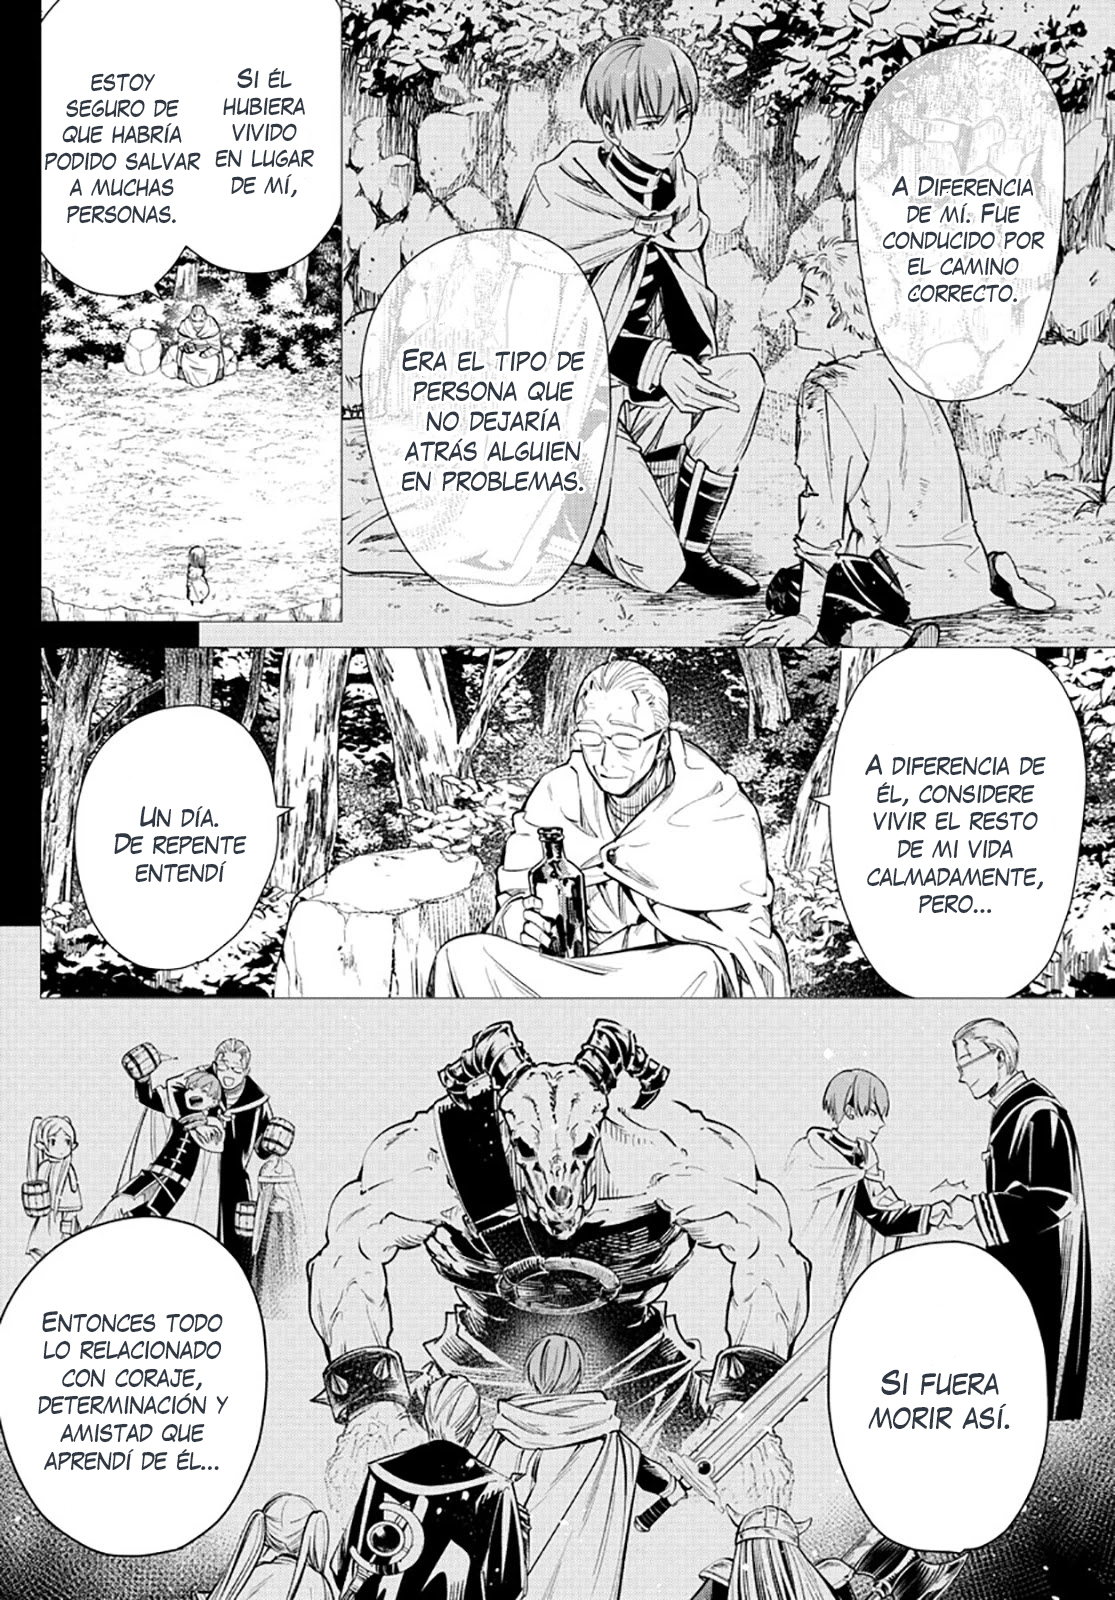 A DIFERENCIA
DE MÍ. FUE
CONDUCIDO POR
EL CAMINO
CORRECTO.
ERA EL TIPO DE
PERSONA QUE
NO DEJARÍA
ATRÁS ALGUIEN
EN PROBLEMAS.
SI ÉL
HUBIERA
VIVIDO
EN LUGAR
DE MÍ,
ESTOY
SEGURO DE
QUE HABRÍA
PODIDO SALVAR
A MUCHAS
PERSONAS.
A DIFERENCIA DE
ÉL, CONSIDERE
VIVIR EL RESTO
DE MI VIDA
CALMADAMENTE,
PERO...
UN DÍA.
DE REPENTE
ENTENDÍ
SI FUERA
MORIR ASÍ.
ENTONCES TODO
LO RELACIONADO
CON CORAJE,
DETERMINACIÓN Y
AMISTAD QUE
APRENDÍ DE ÉL...